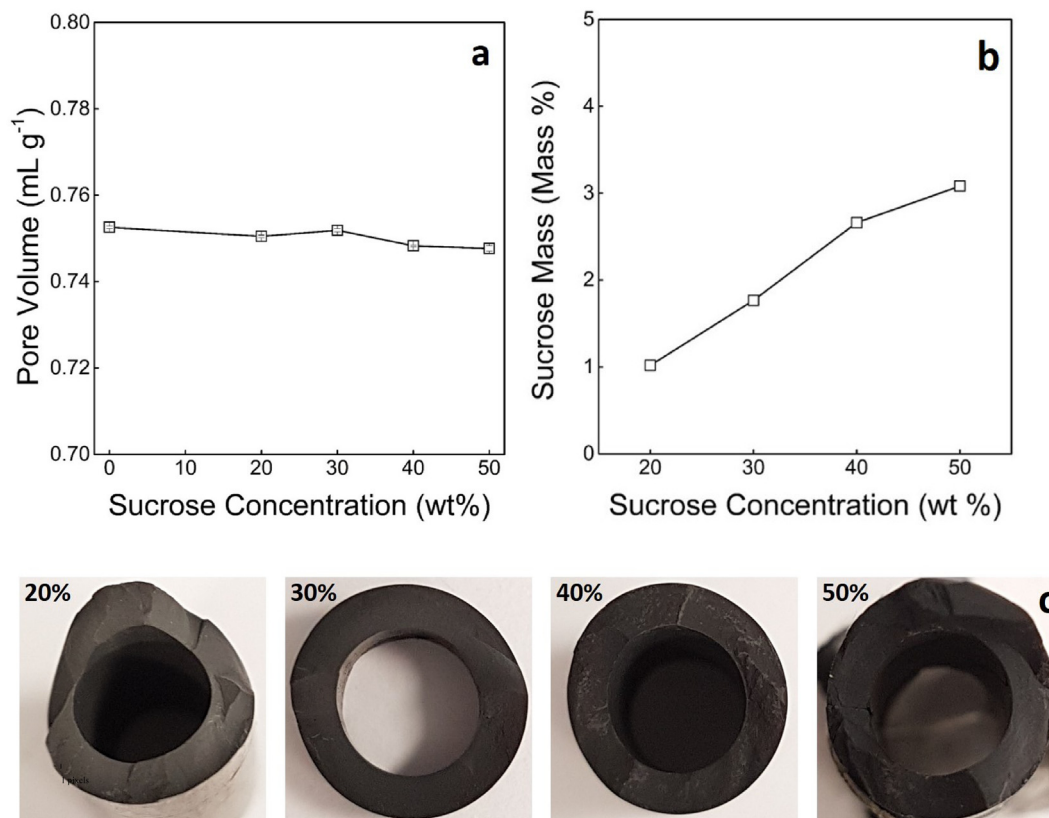 a
0.80
0.78
0.76
0.74
0.72
0.70
Pore Volume (mL g-1)
0 10 20 30 40 50
Sucrose Concentration (wt%)
b
5
4
3
2
1
0
Sucrose Mass (Mass %)
20 30 40 50
Sucrose Concentration (wt %)
20%
30%
40%
50%
pixels